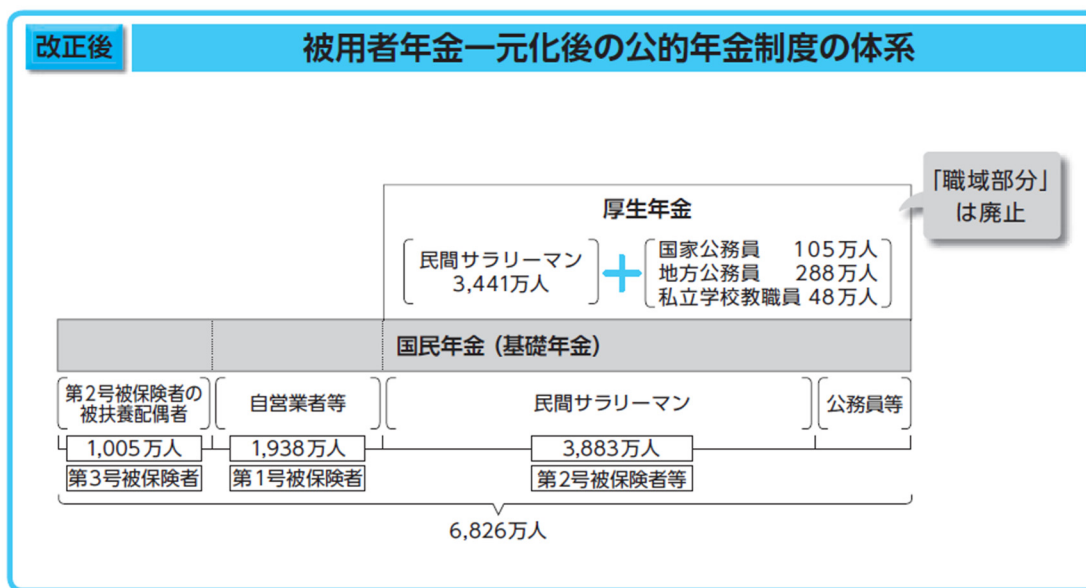 改正後
被用者年金一元化後の公的年金制度の体系
「職域部分」
は廃止
厚生年金
民間サラリーマン
3,441万人
+
国家公務員 105万人
地方公務員 288万人
私立学校教職員 48万人
国民年金（基礎年金）
第2号被保険者の
被扶養配偶者
自営業者等
民間サラリーマン
公務員等
1,005万人
1,938万人
3,883万人
第3号被保険者
第1号被保険者
第2号被保険者等
6,826万人